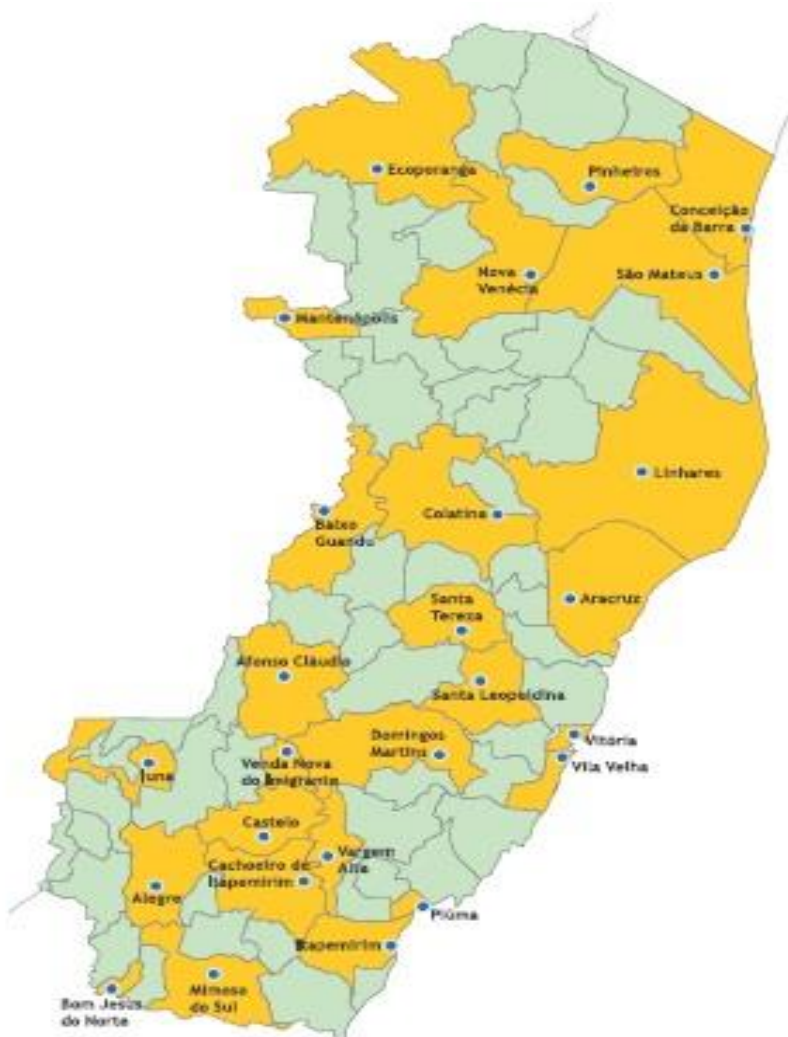 Ecoporanga
Pinheiros
Conceição
da Barra
Nova
Venécia
São Mateus
Mantenópolis
Linhares
Colatina
Baixo
Guandu
Aracruz
Santa
Tereza
Afonso Cláudio
Santa Leopoldina
Domingos
Martins
Vitória
Venda Nova
do Imigrante
Vila Velha
Iuna
Castelo
Vargem
Alta
Cachoeiro de
Itapemirim
Alegre
Piúma
Itapemirim
Mimoso
do Sul
Bom Jesus
do Norte